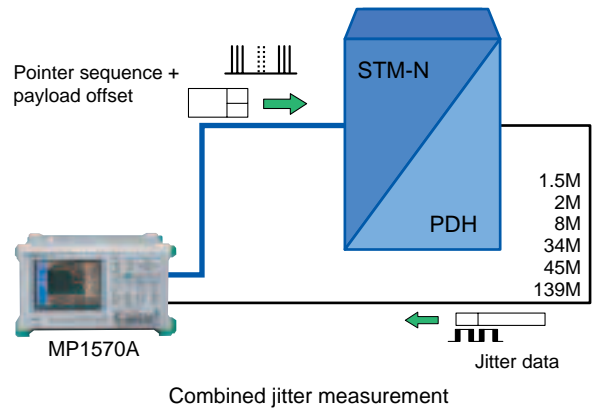 Pointer sequence +
payload offset
STM-N
PDH
1.5M
2M
8M
34M
45M
139M
MP1570A
Jitter data
Combined jitter measurement